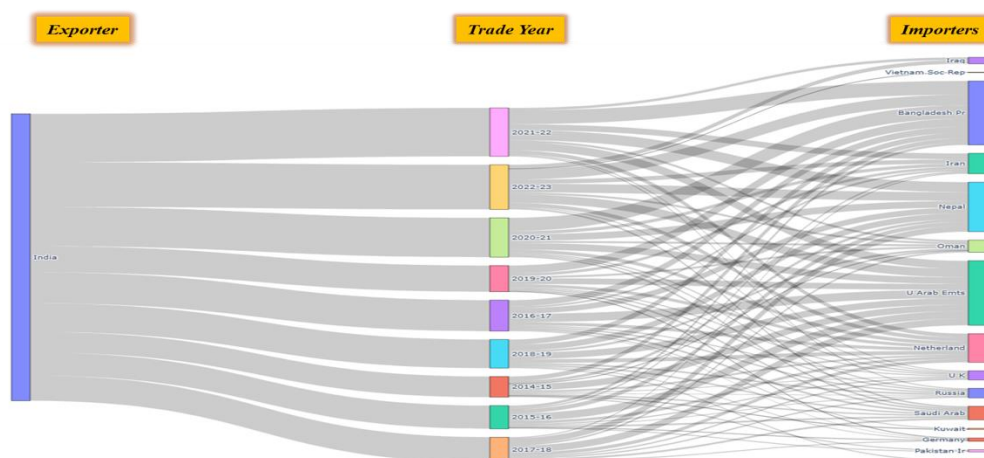 Exporter
Trade Year
Importers
India
2021-22
2022-23
2020-21
2019-20
2016-17
2018-19
2014-15
2015-16
2017-18
Iraq
Vietnam Soc Rep
Bangladesh Pr
Iran
Nepal
Oman
U Arab Emts
Netherland
U K
Russia
Saudi Arab
Kuwait
Germany
Pakistan Ir